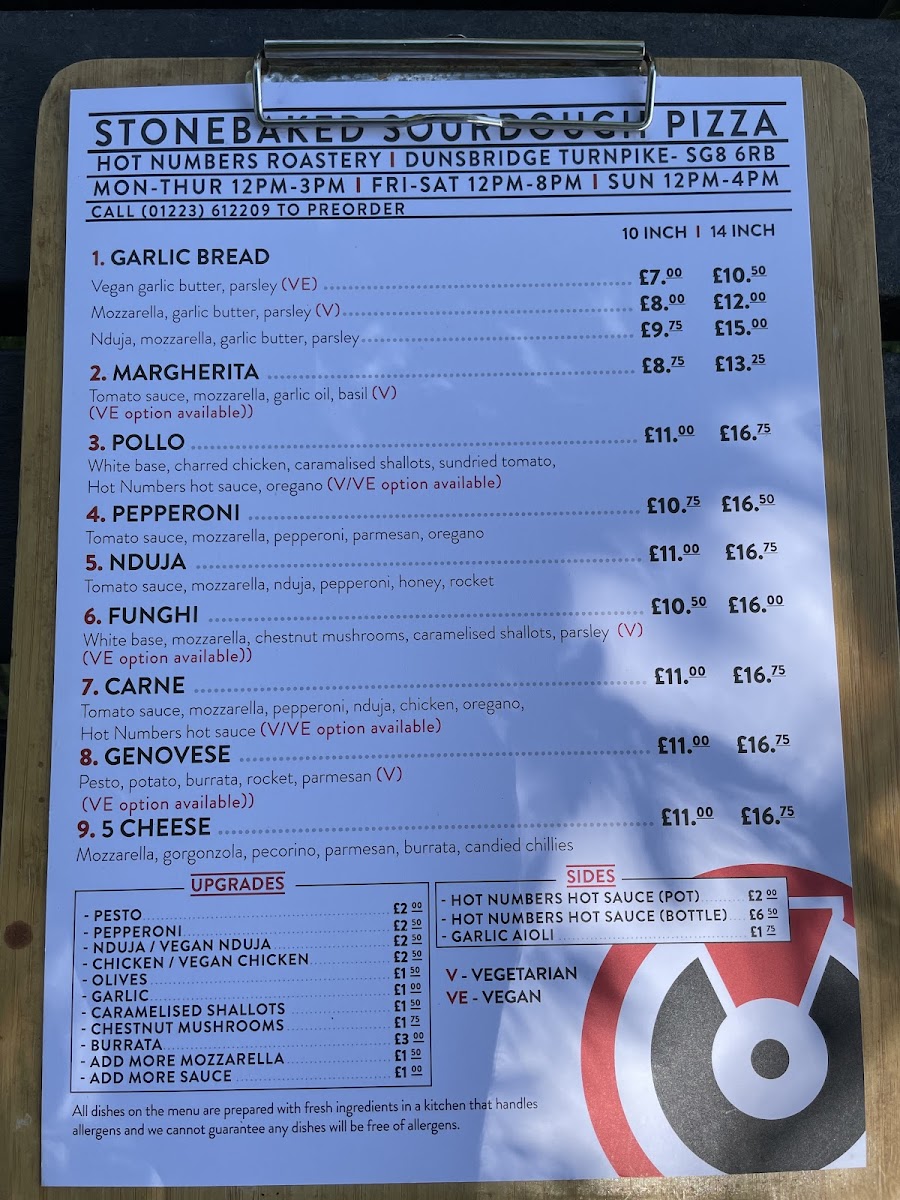 STONEBAKED SOURDOUGH PIZZA
HOT NUMBERS ROASTERY I DUNSBRIDGE TURNPIKE- SG8 6RB
MON-THUR 12PM-3PM I FRI-SAT 12PM-8PM I SUN 12PM-4PM
CALL (01223) 612209 TO PREORDER
10 INCH I 14 INCH
1. GARLIC BREAD
Vegan garlic butter, parsley (VE) £7.00 £10.50
Mozzarella, garlic butter, parsley (V) £8.00 £12.00
Nduja, mozzarella, garlic butter, parsley £9.75 £15.00
2. MARGHERITA £8.75 £13.25
Tomato sauce, mozzarella, garlic oil, basil (V)
(VE option available))
3. POLLO £11.00 £16.75
White base, charred chicken, caramalised shallots, sundried tomato,
Hot Numbers hot sauce, oregano (V/VE option available)
4. PEPPERONI £10.75 £16.50
Tomato sauce, mozzarella, pepperoni, parmesan, oregano
5. NDUJA £11.00 £16.75
Tomato sauce, mozzarella, nduja, pepperoni, honey, rocket
6. FUNGHI £10.50 £16.00
White base, mozzarella, chestnut mushrooms, caramelised shallots, parsley (V)
(VE option available))
7. CARNE £11.00 £16.75
Tomato sauce, mozzarella, pepperoni, nduja, chicken, oregano,
Hot Numbers hot sauce (V/VE option available)
8. GENOVESE £11.00 £16.75
Pesto, potato, burrata, rocket, parmesan (V)
(VE option available))
9. 5 CHEESE £11.00 £16.75
Mozzarella, gorgonzola, pecorino, parmesan, burrata, candied chillies
UPGRADES
- PESTO £2.00
- PEPPERONI £2.50
- NDUJA / VEGAN NDUJA £2.50
- CHICKEN / VEGAN CHICKEN £2.50
- OLIVES £1.50
- GARLIC £1.00
- CARAMELISED SHALLOTS £1.50
- CHESTNUT MUSHROOMS £1.75
- BURRATA £3.00
- ADD MORE MOZZARELLA £1.50
- ADD MORE SAUCE £1.00
SIDES
- HOT NUMBERS HOT SAUCE (POT) £2.00
- HOT NUMBERS HOT SAUCE (BOTTLE) £6.50
- GARLIC AIOLI £1.75
V - VEGETARIAN
VE - VEGAN
All dishes on the menu are prepared with fresh ingredients in a kitchen that handles
allergens and we cannot guarantee any dishes will be free of allergens.